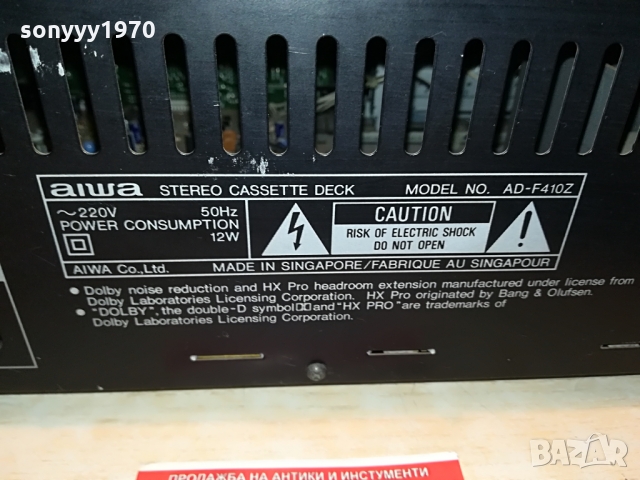 sonyyy1970
aiwa STEREO CASSETTE DECK MODEL NO. AD-F410Z
~220V 50Hz
POWER CONSUMPTION
12W
CAUTION
RISK OF ELECTRIC SHOCK
DO NOT OPEN
AIWA Co.,Ltd. MADE IN SINGAPORE/FABRIQUE AU SINGAPOUR
• Dolby noise reduction and HX Pro headroom extension manufactured under license from
Dolby Laboratories Licensing Corporation. HX Pro originated by Bang & Olufsen.
• "DOLBY", the double-D symbol and "HX PRO" are trademarks of
Dolby Laboratories Licensing Corporation.
ПРОДАЖБА НА АНТИКИ И ИНСТУМЕНТИ
BAZAR